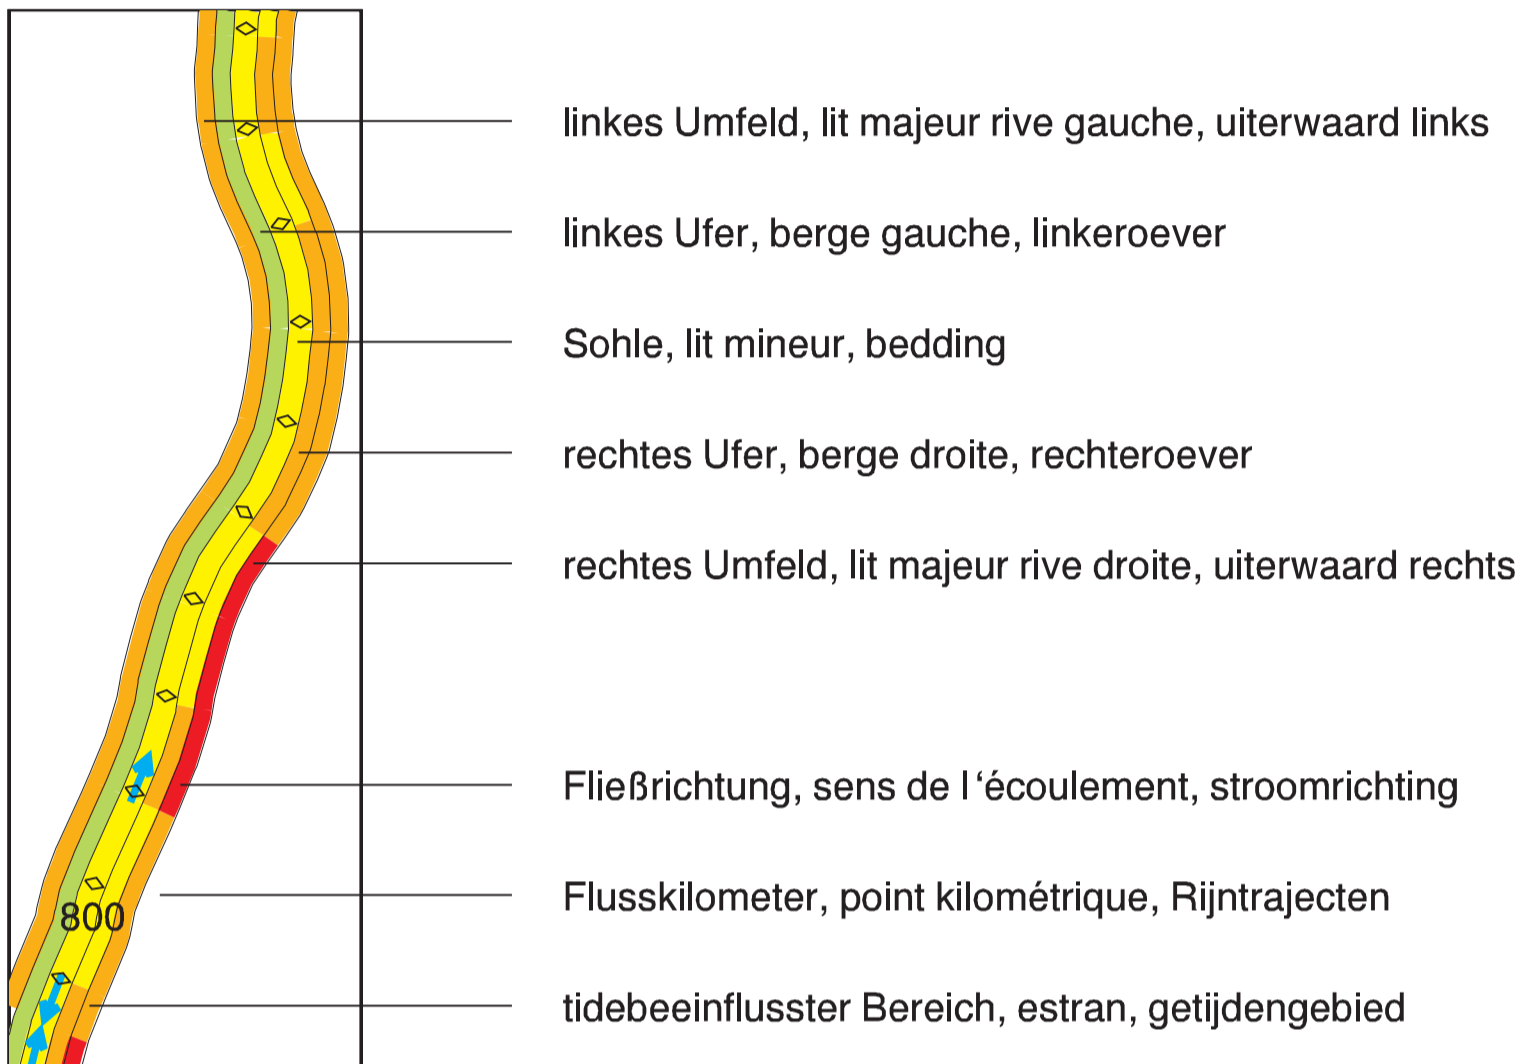 linkes Umfeld, lit majeur rive gauche, uiterwaard links
linkes Ufer, berge gauche, linkeroever
Sohle, lit mineur, bedding
rechtes Ufer, berge droite, rechteroever
rechtes Umfeld, lit majeur rive droite, uiterwaard rechts
Fließrichtung, sens de l‘écoulement, stroomrichting
Flusskilometer, point kilométrique, Rijntrajecten
800
tidebeeinflusster Bereich, estran, getijdengebied